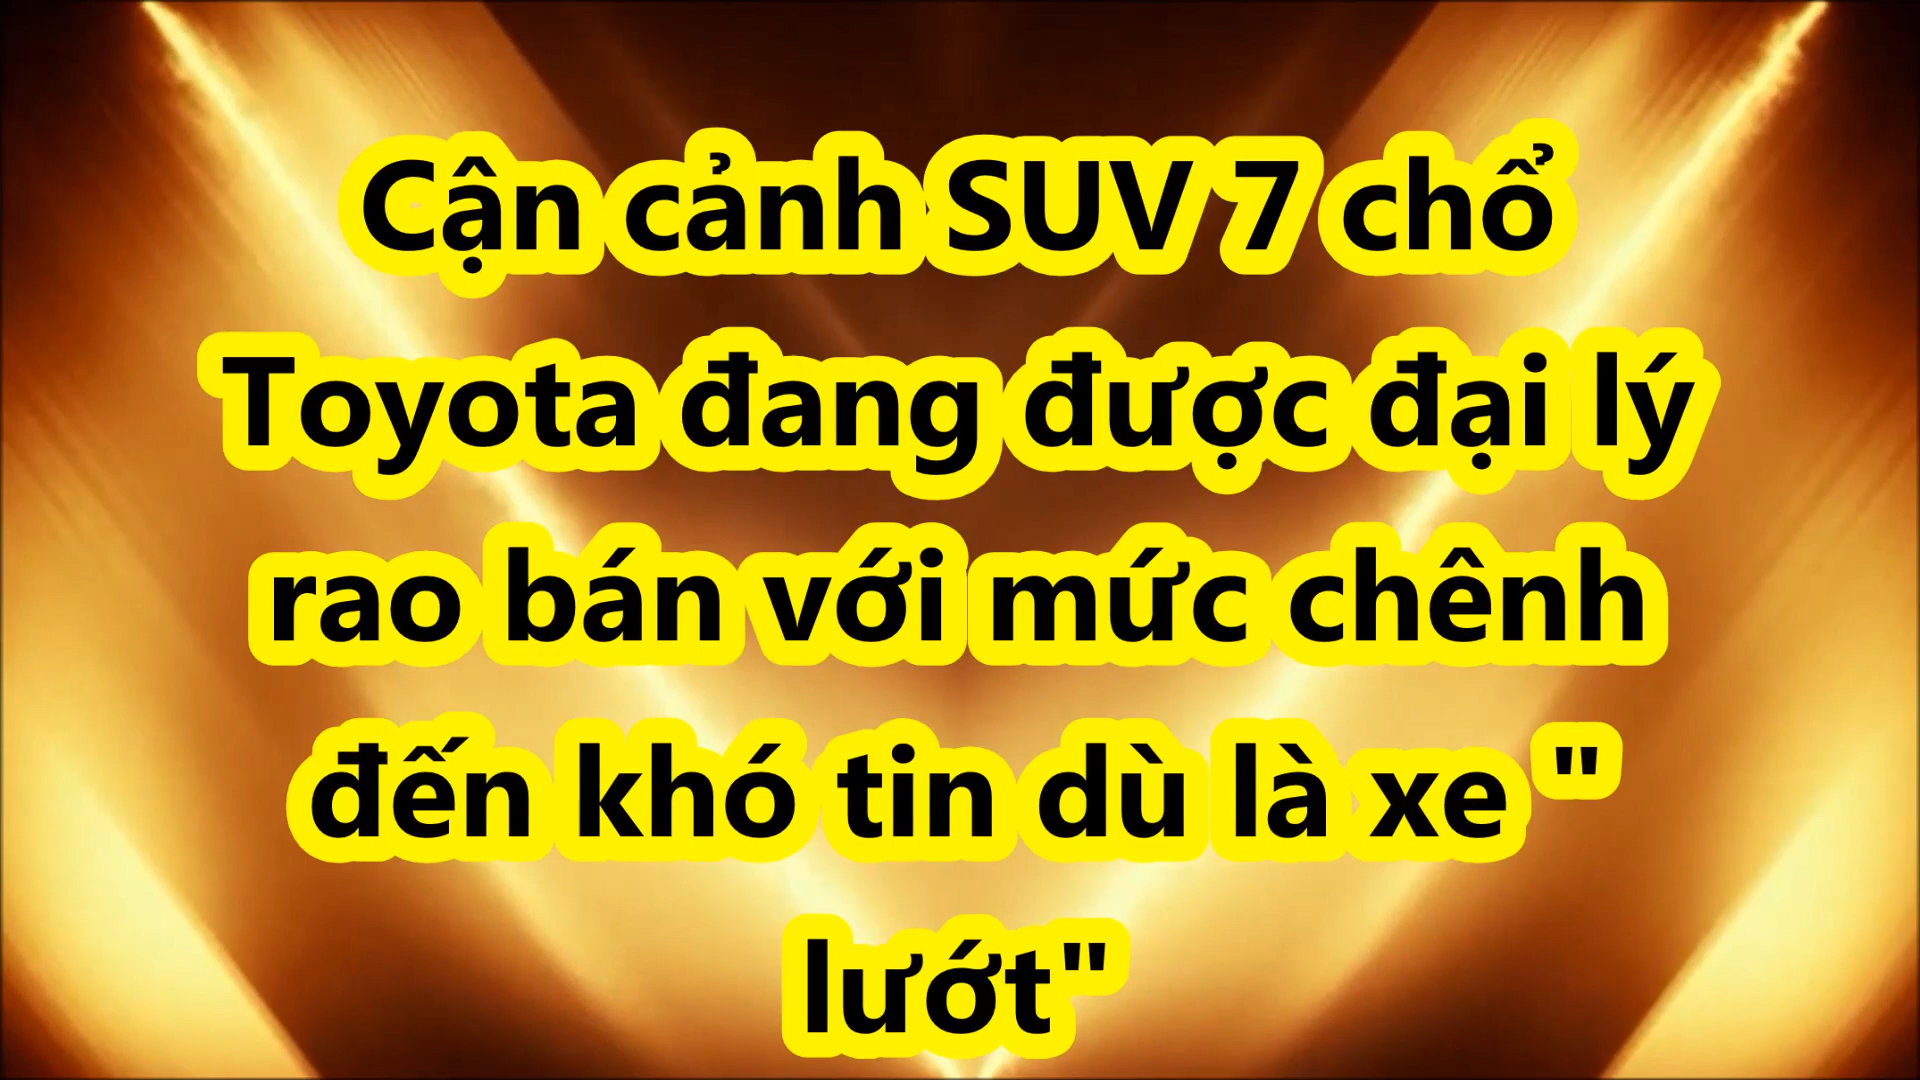 Cận cảnh SUV 7 chổ
Toyota đang được đại lý
rao bán với mức chênh
đến khó tin dù là xe "
lướt"